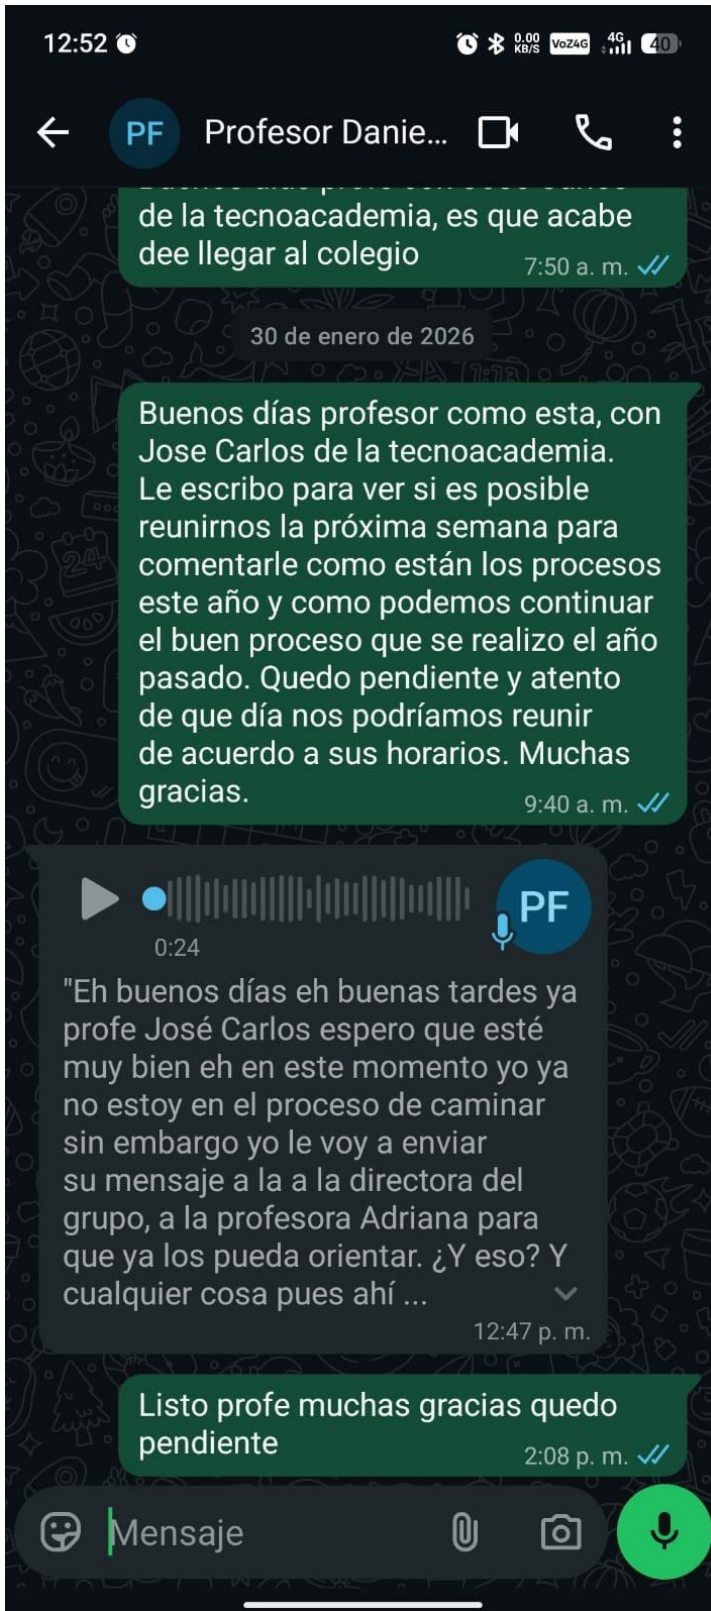 12:52
0.00
KB/S
VoZ4G
4G
40
PF
Profesor Danie...
de la tecnoacademia, es que acabe
dee llegar al colegio
7:50 a. m.
30 de enero de 2026
Buenos días profesor como esta, con
Jose Carlos de la tecnoacademia.
Le escribo para ver si es posible
reunirnos la próxima semana para
comentarle como están los procesos
este año y como podemos continuar
el buen proceso que se realizo el año
pasado. Quedo pendiente y atento
de que día nos podríamos reunir
de acuerdo a sus horarios. Muchas
gracias.
9:40 a. m.
PF
0:24
"Eh buenos días eh buenas tardes ya
profe José Carlos espero que esté
muy bien eh en este momento yo ya
no estoy en el proceso de caminar
sin embargo yo le voy a enviar
su mensaje a la a la directora del
grupo, a la profesora Adriana para
que ya los pueda orientar. ¿Y eso? Y
cualquier cosa pues ahí ...
12:47 p. m.
Listo profe muchas gracias quedo
pendiente
2:08 p. m.
Mensaje